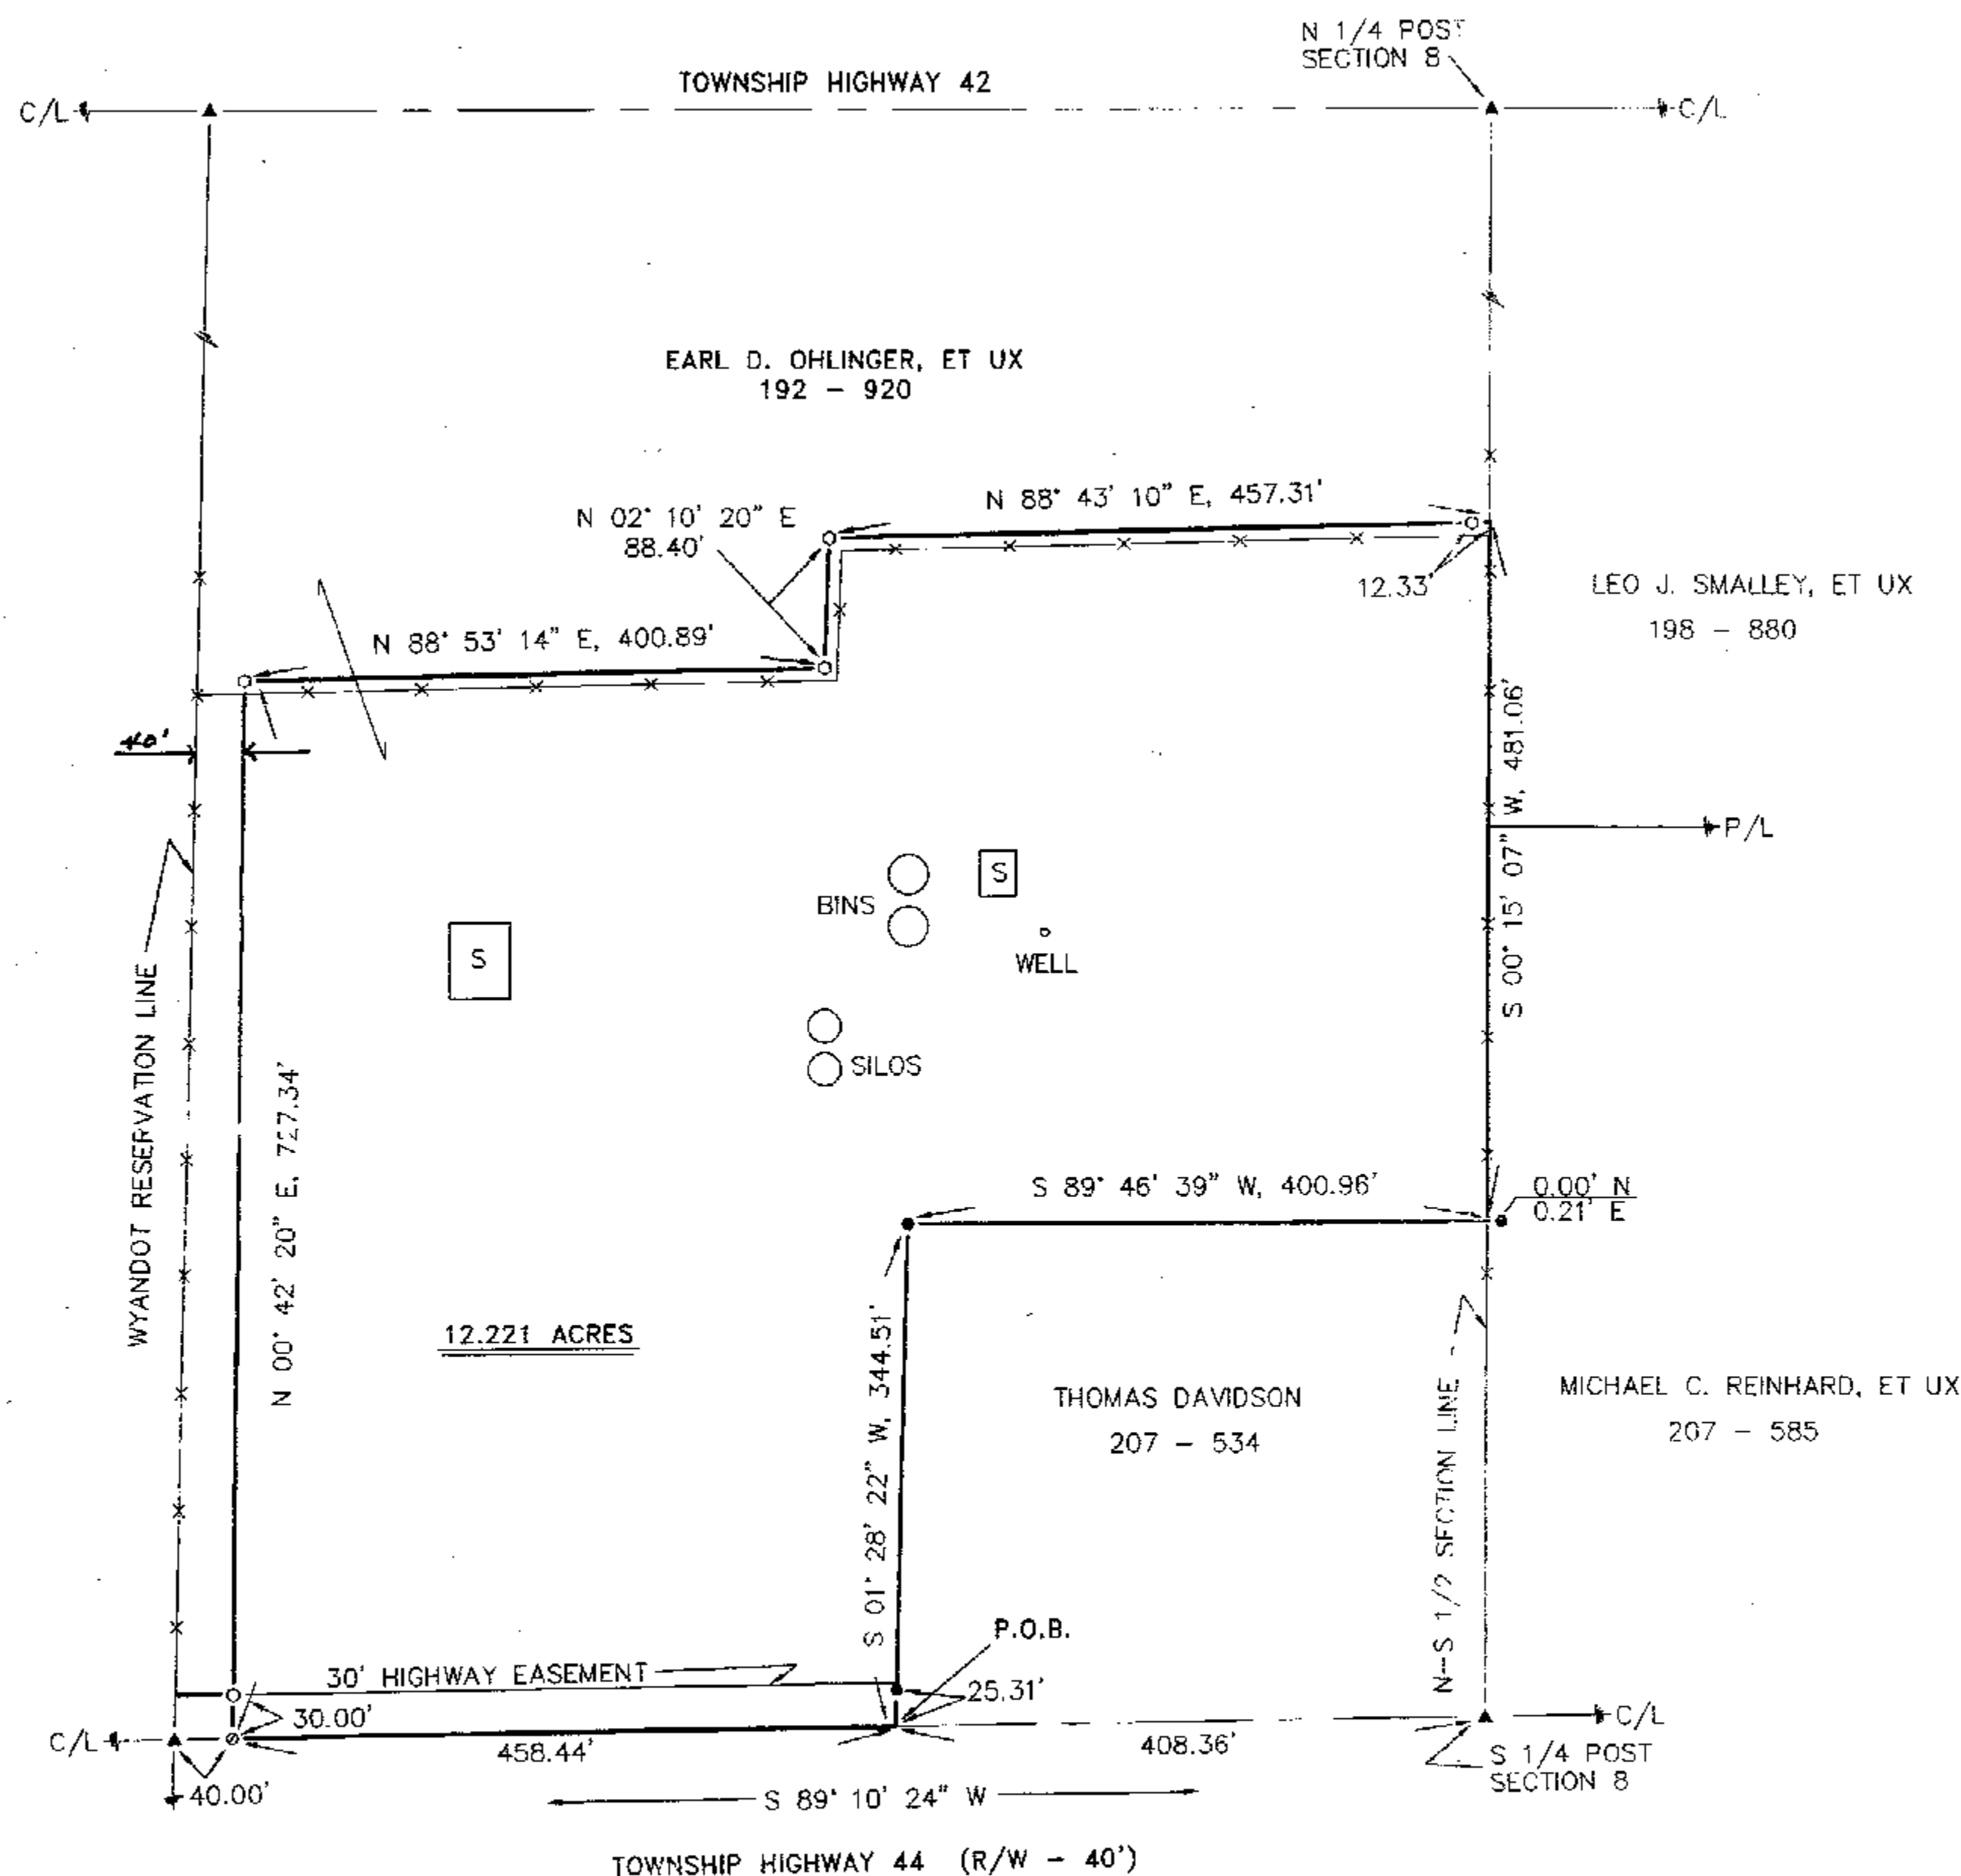 N 1/4 POST
SECTION 8
TOWNSHIP HIGHWAY 42
C/L
C/L
EARL D. OHLINGER, ET UX
192 - 920
N 88° 43' 10" E, 457.31'
N 02° 10' 20" E
88.40'
12.33'
LEO J. SMALLEY, ET UX
198 - 880
N 88° 53' 14" E, 400.89'
40'
S 00° 15' 07" W, 481.06'
P/L
BINS
S
WELL
S
SILOS
WYANDOT RESERVATION LINE
N 00° 42' 20" E, 727.34'
S 89° 46' 39" W, 400.96'
0.00' N
0.21' E
12.221 ACRES
S 01° 28' 22" W, 344.51'
THOMAS DAVIDSON
207 - 534
N-S 1/2 SECTION LINE
MICHAEL C. REINHARD, ET UX
207 - 585
P.O.B.
30' HIGHWAY EASEMENT
25.31'
30.00'
C/L
458.44'
408.36'
C/L
S 1/4 POST
SECTION 8
40.00'
S 89° 10' 24" W
TOWNSHIP HIGHWAY 44 (R/W - 40')